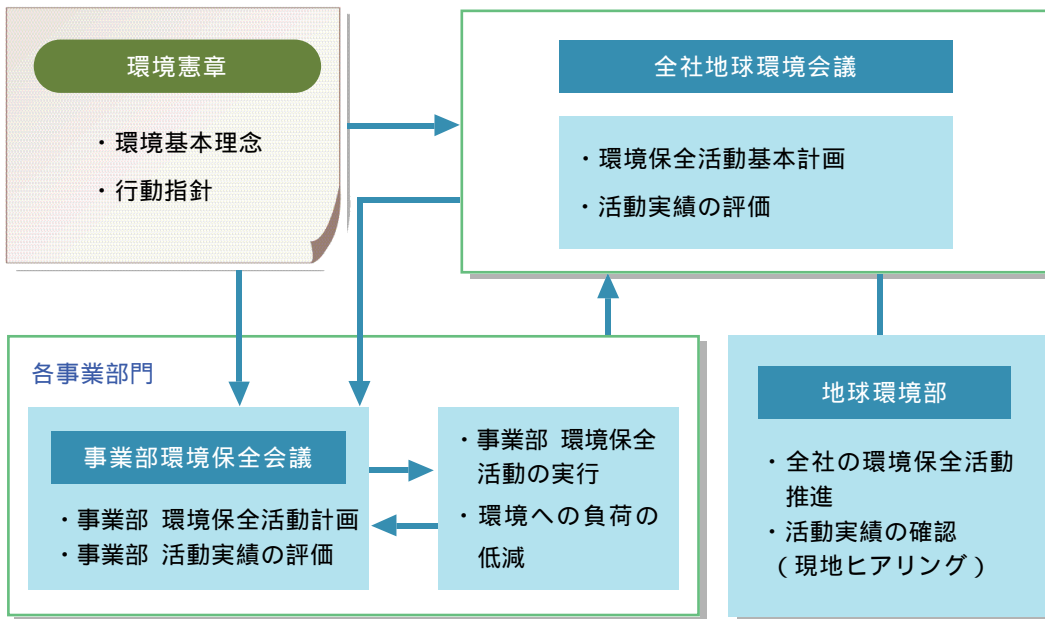 環境憲章
・環境基本理念
・行動指針
全社地球環境会議
・環境保全活動基本計画
・活動実績の評価
各事業部門
事業部環境保全会議
・事業部 環境保全活動計画
・事業部 活動実績の評価
・事業部 環境保全
活動の実行
・環境への負荷の
低減
地球環境部
・全社の環境保全活動
推進
・活動実績の確認
（現地ヒアリング）